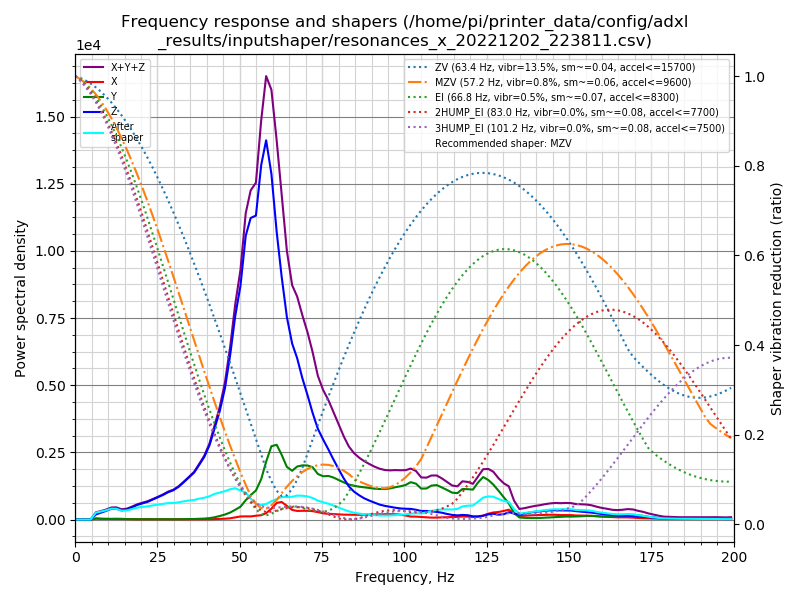 Frequency response and shapers (/home/pi/printer_data/config/adxl
_results/inputshaper/resonances_x_20221202_223811.csv)
1e4
X+Y+Z
X
Y
Z
After
shaper
ZV (63.4 Hz, vibr=13.5%, sm~=0.04, accel<=15700)
MZV (57.2 Hz, vibr=0.8%, sm~=0.06, accel<=9600)
EI (66.8 Hz, vibr=0.5%, sm~=0.07, accel<=8300)
2HUMP_EI (83.0 Hz, vibr=0.0%, sm~=0.08, accel<=7700)
3HUMP_EI (101.2 Hz, vibr=0.0%, sm~=0.08, accel<=7500)
Recommended shaper: MZV
Power spectral density
1.50
1.25
1.00
0.75
0.50
0.25
0.00
1.0
0.8
0.6
0.4
0.2
0.0
Shaper vibration reduction (ratio)
0 25 50 75 100 125 150 175 200
Frequency, Hz